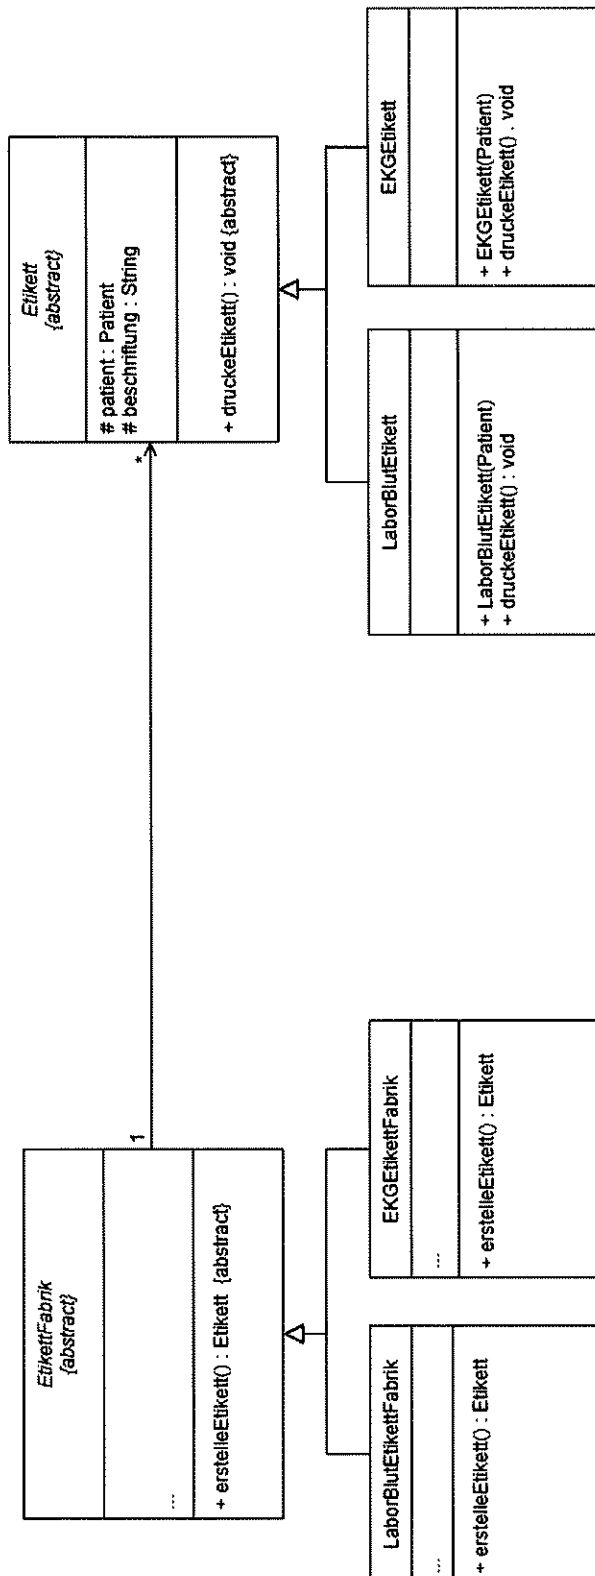 EtikettFabrik
{abstract}
...
+ erstelleEtikett() : Etikett {abstract}
1
*
Etikett
{abstract}
# patient : Patient
# beschriftung : String
+ druckeEtikett() : void {abstract}
LaborBlutEtikettFabrik
...
+ erstelleEtikett() : Etikett
EKGEtikettFabrik
...
+ erstelleEtikett() : Etikett
LaborBlutEtikett
+ LaborBlutEtikett(Patient)
+ druckeEtikett() : void
EKGEtikett
+ EKGEtikett(Patient)
+ druckeEtikett() . void